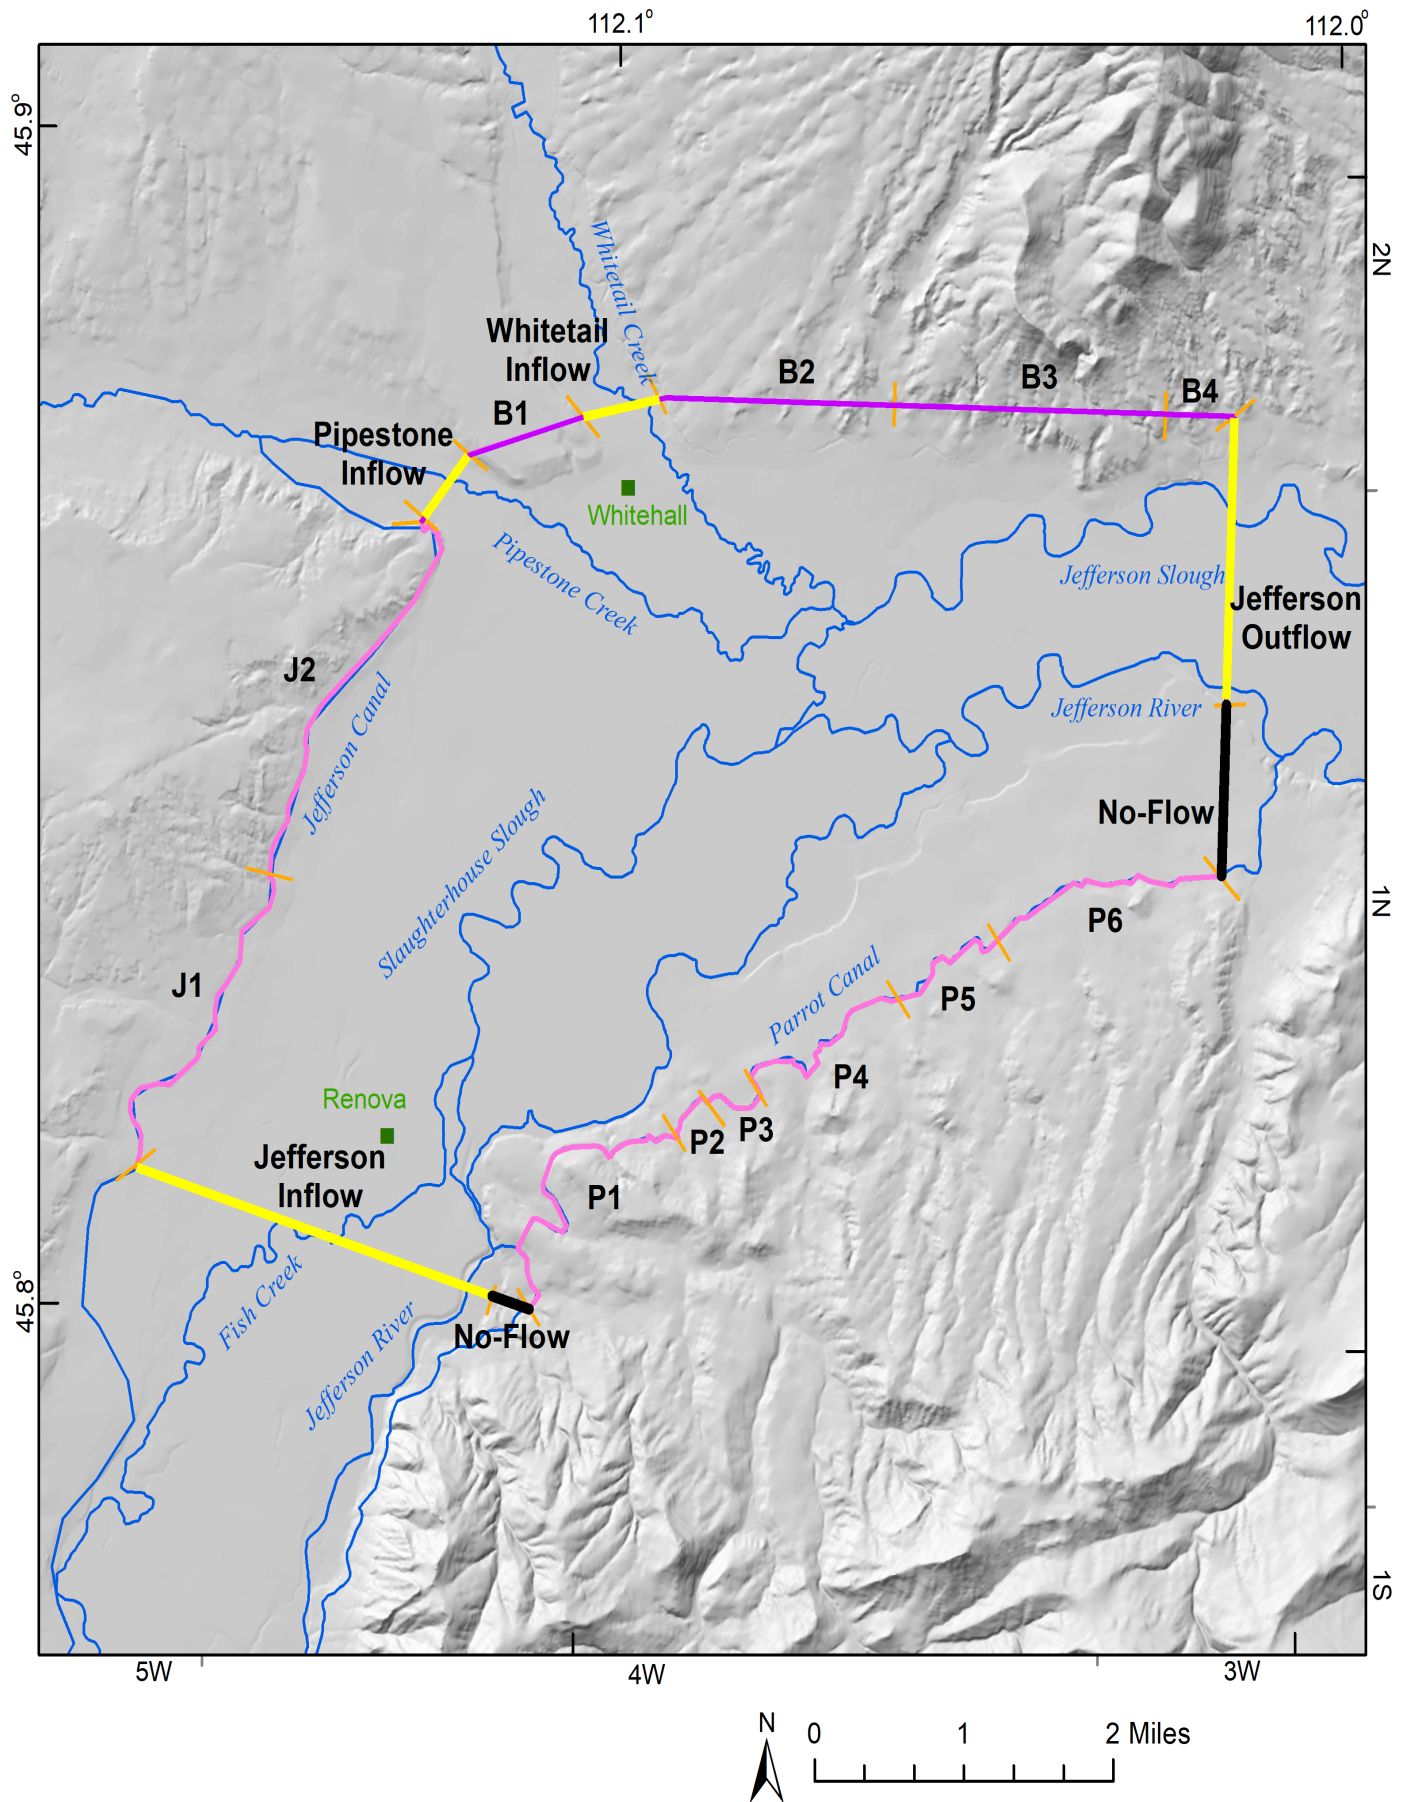 112.1°
112.0°
45.9°
2N
Whitetail Creek
Whitetail
Inflow
B2
B3
B4
B1
Pipestone
Inflow
Whitehall
Pipestone Creek
Jefferson Slough
Jefferson
Outflow
J2
Jefferson Canal
Jefferson River
Slaughterhouse Slough
No-Flow
1N
P6
J1
Parrot Canal
P5
P4
Renova
P3
P2
Jefferson
Inflow
P1
45.8°
Fish Creek
No-Flow
Jefferson River
1S
5W
4W
3W
N
0
1
2 Miles